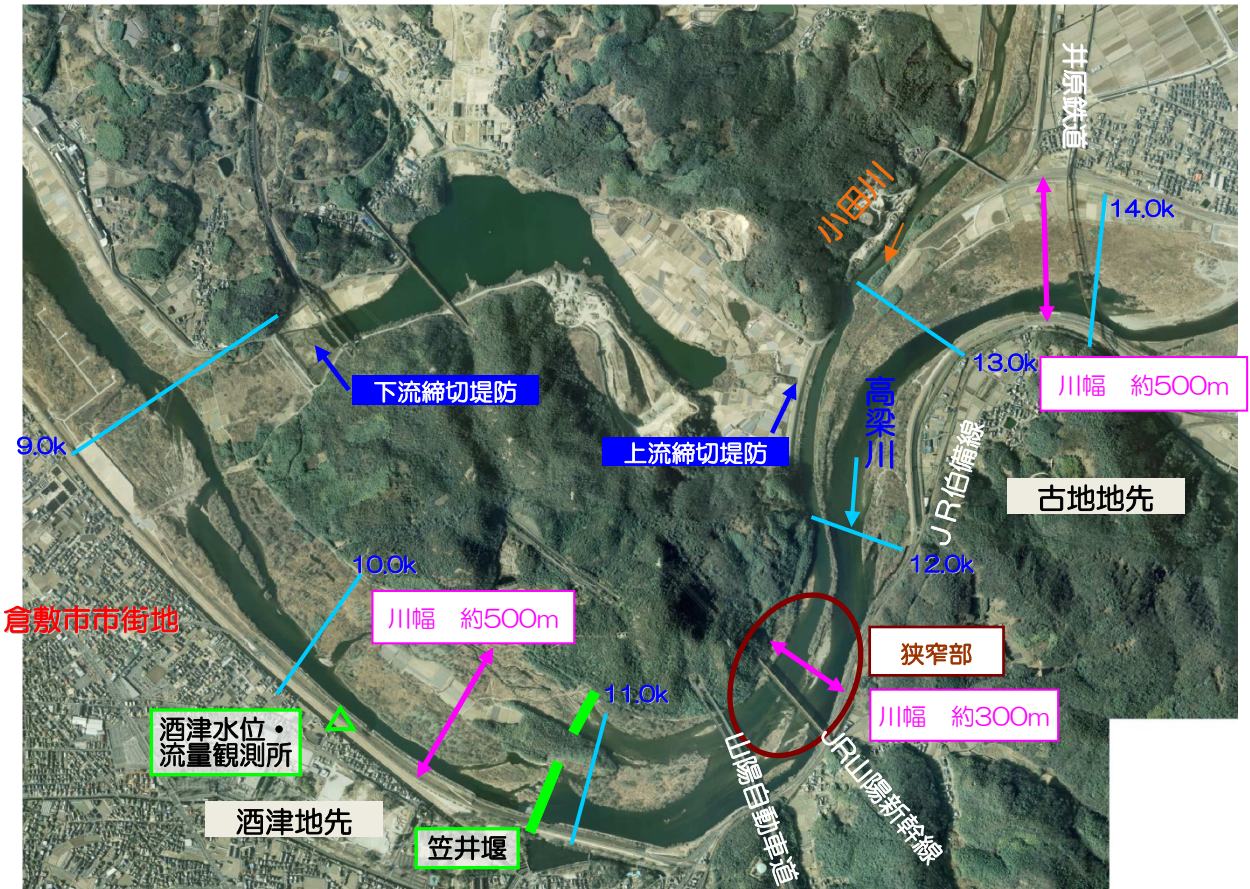 井原鉄道
小田川
14.0k
13.0k
川幅 約500m
下流締切堤防
高梁川
9.0k
上流締切堤防
JR伯備線
古地地先
10.0k
12.0k
川幅 約500m
倉敷市市街地
狭窄部
11.0k
川幅 約300m
酒津水位・
流量観測所
山陽自動車道
JR山陽新幹線
酒津地先
笠井堰